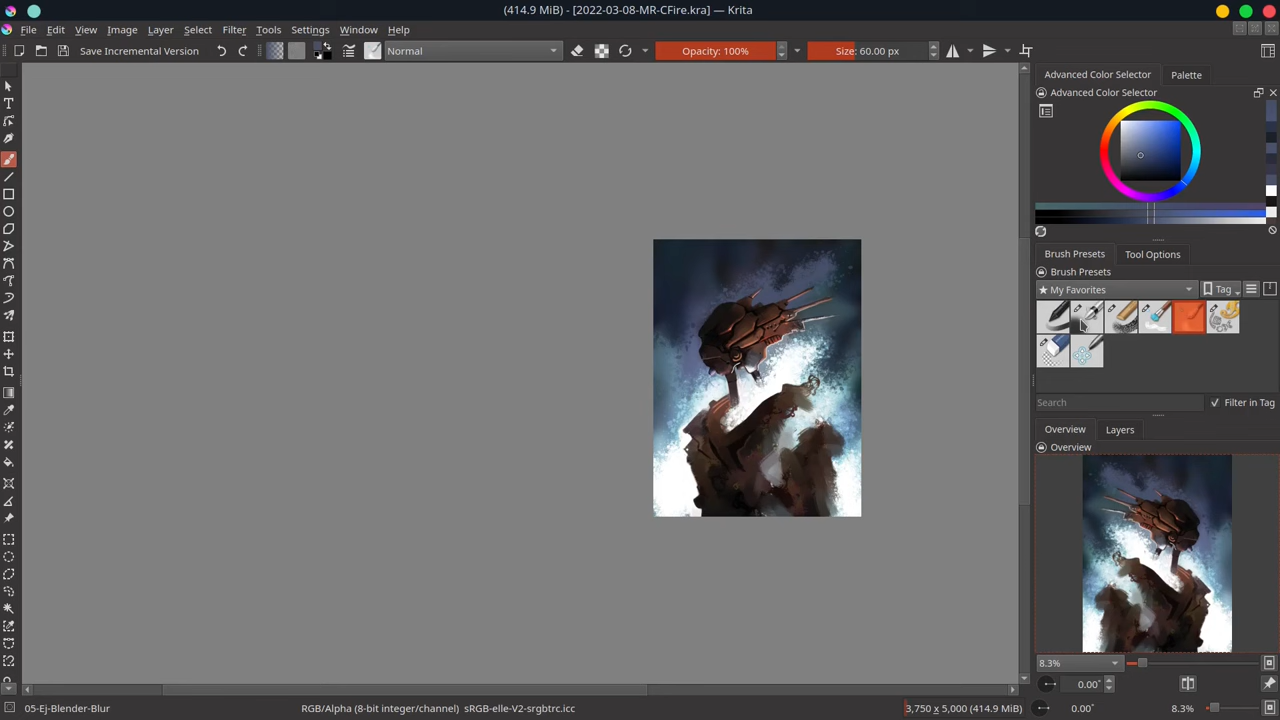 (414.9 MiB) - [2022-03-08-MR-CFire.kra] — Krita
File Edit View Image Layer Select Filter Tools Settings Window Help
Save Incremental Version Normal Opacity: 100% Size: 60.00 px
Advanced Color Selector Palette
Advanced Color Selector
Brush Presets Tool Options
Brush Presets
★ My Favorites Tag
Search Filter in Tag
Overview Layers
Overview
8.3%
0.00°
05-Ej-Blender-Blur RGB/Alpha (8-bit integer/channel) sRGB-elle-V2-srgbtrc.icc 3,750 x 5,000 (414.9 MiB) 0.00° 8.3%